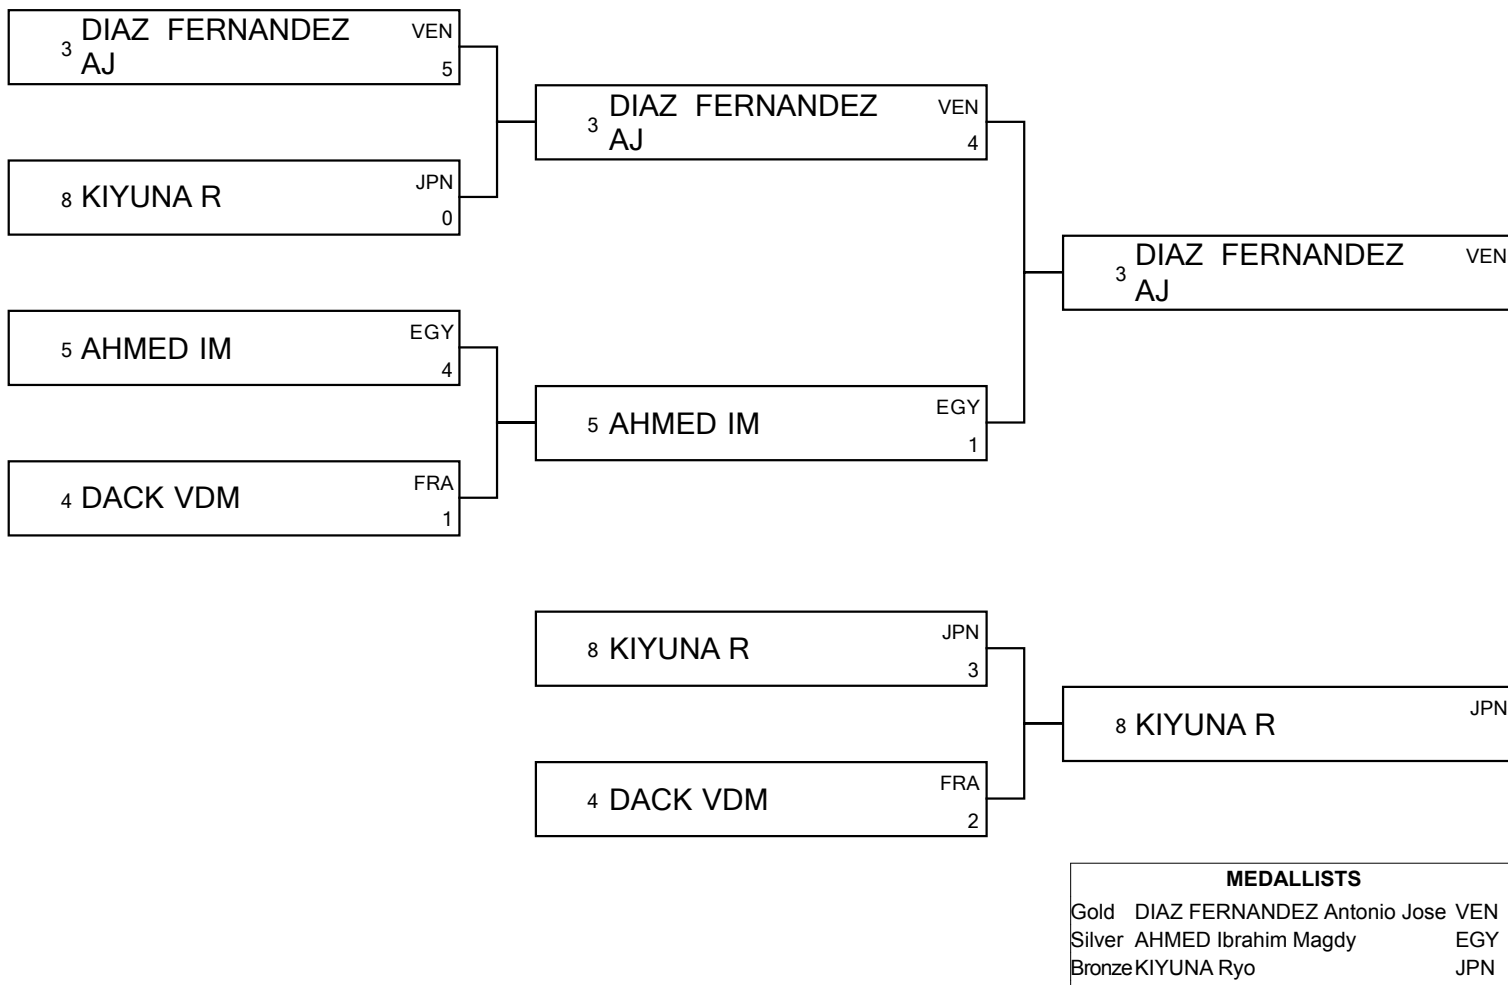 3 DIAZ FERNANDEZ AJ VEN
5
8 KIYUNA R JPN
0
5 AHMED IM EGY
4
4 DACK VDM FRA
1
3 DIAZ FERNANDEZ AJ VEN
4
5 AHMED IM EGY
1
3 DIAZ FERNANDEZ AJ VEN
8 KIYUNA R JPN
3
4 DACK VDM FRA
2
8 KIYUNA R JPN
MEDALLISTS
Gold DIAZ FERNANDEZ Antonio Jose VEN
Silver AHMED Ibrahim Magdy EGY
Bronze KIYUNA Ryo JPN